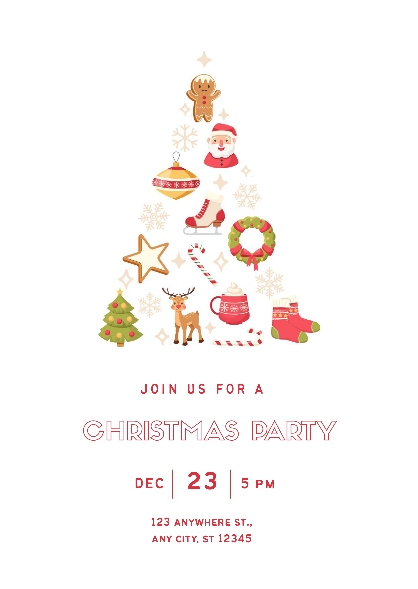 JOIN US FOR A
CHRISTMAS PARTY
DEC 23 5 PM
123 ANYWHERE ST.,
ANY CITY, ST 12345